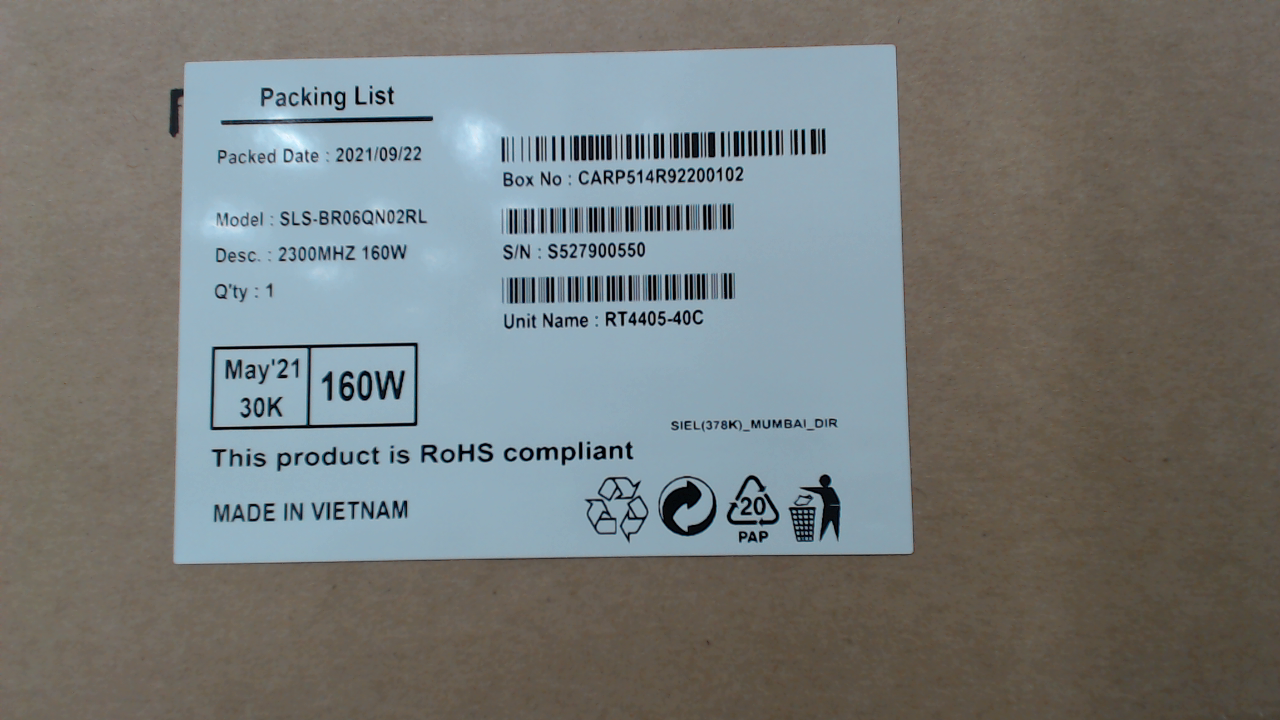 Packing List
Packed Date : 2021/09/22
Box No : CARP514R92200102
Model : SLS-BR06QN02RL
Desc. : 2300MHZ 160W
S/N : S527900550
Q'ty : 1
Unit Name : RT4405-40C
May'21
30K
160W
SIEL(378K)_MUMBAI_DIR
This product is RoHS compliant
MADE IN VIETNAM
20
PAP